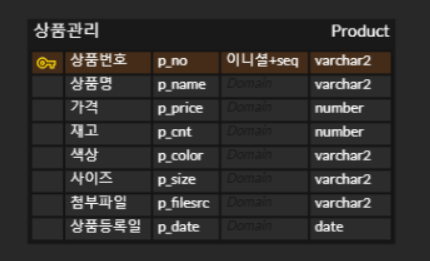 상품관리 Product
상품번호 p_no 이니셜+seq varchar2
상품명 p_name Domain varchar2
가격 p_price Domain number
재고 p_cnt Domain number
색상 p_color Domain varchar2
사이즈 p_size Domain varchar2
첨부파일 p_filesrc Domain varchar2
상품등록일 p_date Domain date